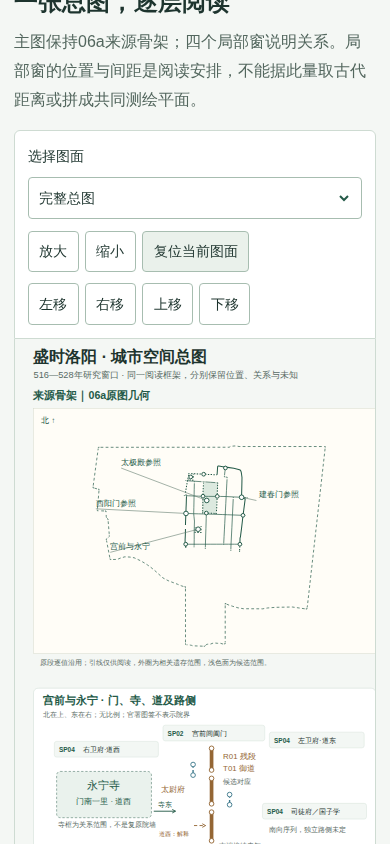 一张总图，逐层阅读
主图保持06a来源骨架；四个局部窗说明关系。局
部窗的位置与间距是阅读安排，不能据此量取古代
距离或拼成共同测绘平面。
选择图面
完整总图
放大 缩小 复位当前图面
左移 右移 上移 下移
盛时洛阳 · 城市空间总图
516—528年研究窗口 · 同一阅读框架，分别保留位置、关系与未知
来源骨架｜06a原图几何
北 ↑
太极殿参照
西阳门参照
建春门参照
宫前与永宁
原段逐值沿用；引线仅供阅读，外圈为相关遗存范围，浅色面为候选范围。
宫前与永宁 · 门、寺、道及路侧
北在上、东在右；无比例；官署图签不表示院界
SP02 宫前阊阖门
SP04 左卫府·道东
SP04 右卫府·道西
R01 残段
T01 御道
候选对应
永宁寺
门南一里 · 道西
太尉府
寺东
SP04 司徒府／国子学
寺框为关系范围，不是复原院墙
道西：解释
南向序列，独立路侧未定